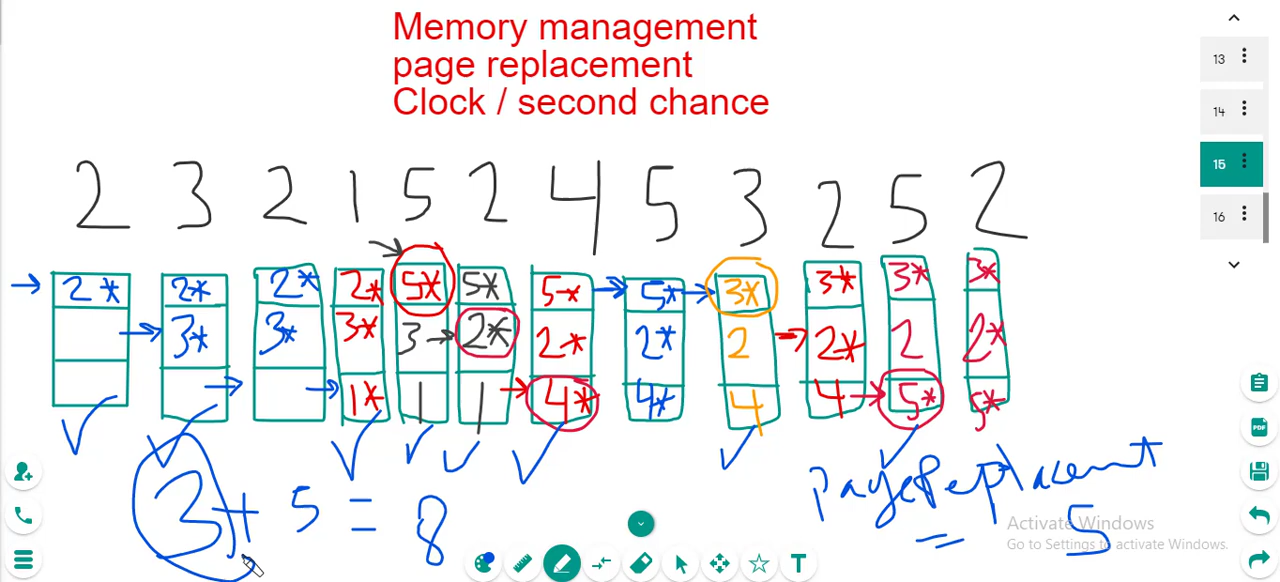 Memory management
page replacement
Clock / second chance
2 3 2 1 5 2 4 5 3 2 5 2
2* 2* 2* 2* 5* 5* 5* 5* 3* 3* 3* 3*
3* 3* 3* 3 2* 2* 2* 2 2* 2 2*
1* 1 1 4* 4* 4 4 5* 5*
3 + 5 = 8
page Replacement
5
13
14
15
16
PDF
T
Activate Windows
Go to Settings to activate Windows.